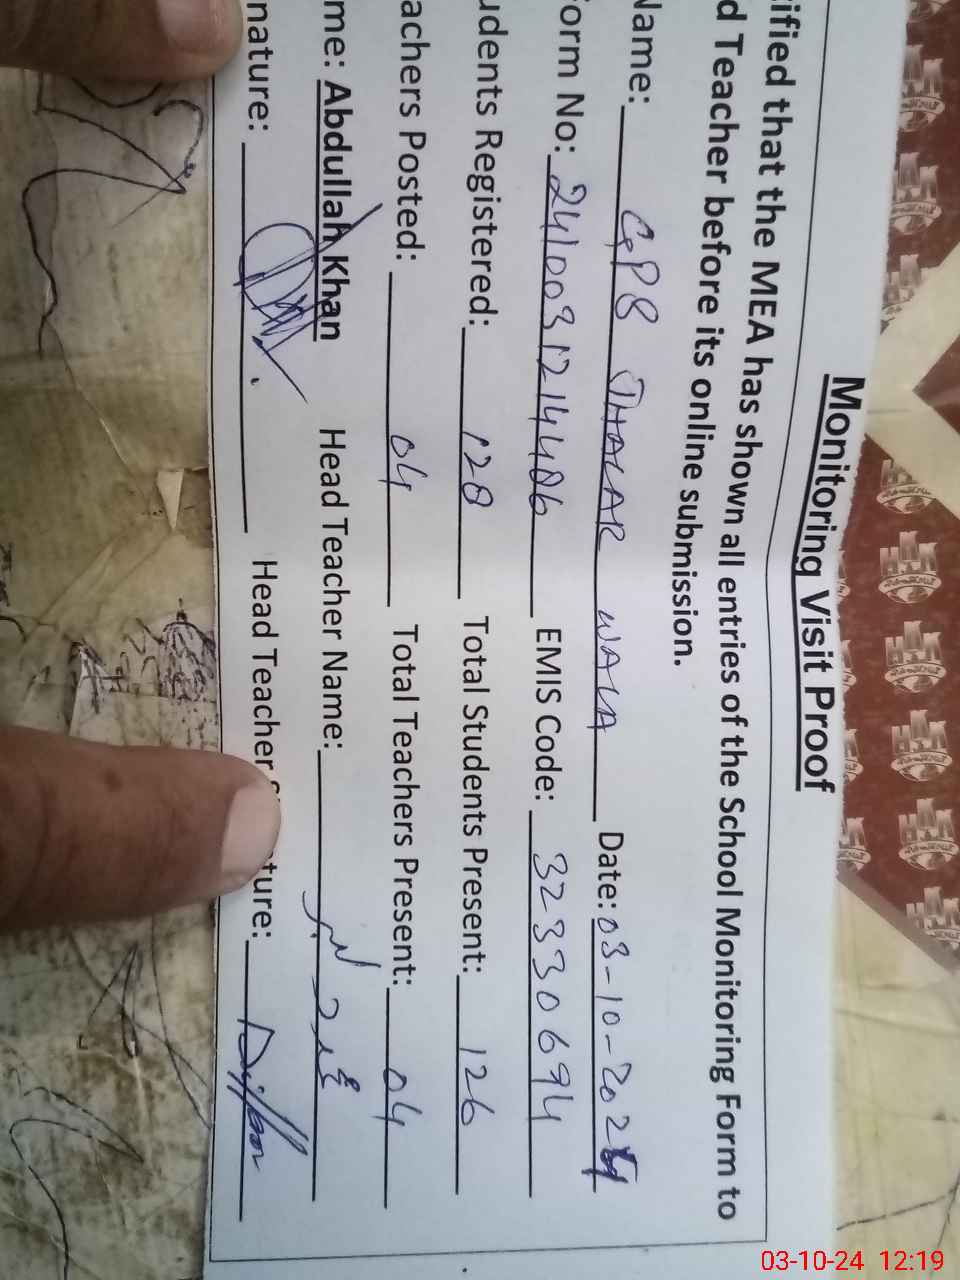 Monitoring Visit Proof
ified that the MEA has shown all entries of the School Monitoring Form to
d Teacher before its online submission.
Name: GPS THALAR WALA Date: 03-10-2024
Form No: 2410031214406 EMIS Code: 32330694
udents Registered: 128 Total Students Present: 126
achers Posted: 04 Total Teachers Present: 04
me: Abdullah Khan Head Teacher Name:
nature: Head Teacher ture:
03-10-24 12:19